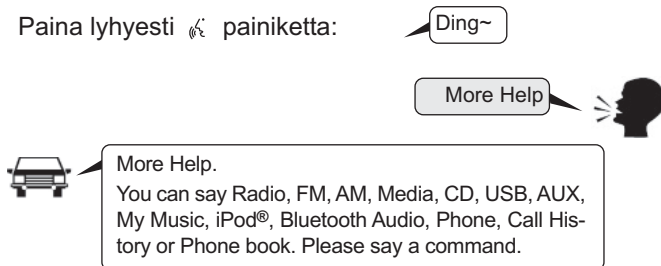 Paina lyhyesti painiketta:
Ding~
More Help
More Help.
You can say Radio, FM, AM, Media, CD, USB, AUX,
My Music, iPod®, Bluetooth Audio, Phone, Call His-
tory or Phone book. Please say a command.